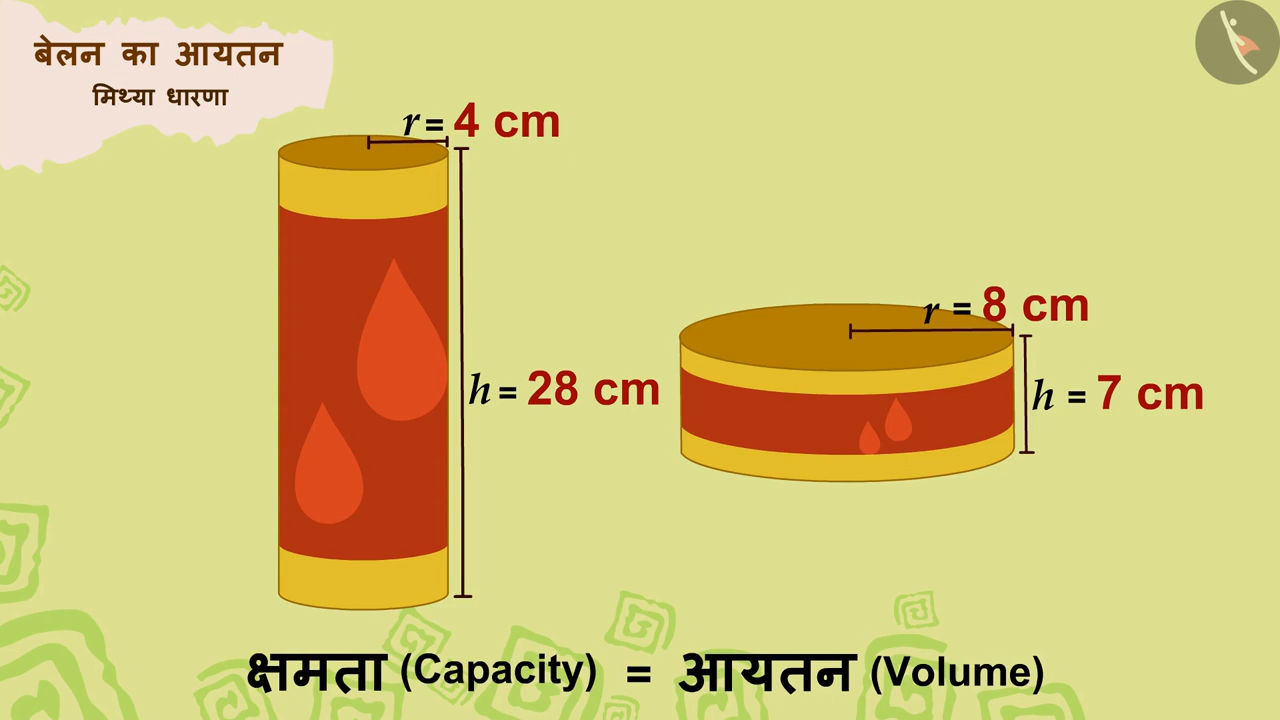 बेलन का आयतन
मिथ्या धारणा
r = 4 cm
h = 28 cm
r = 8 cm
h = 7 cm
क्षमता (Capacity) = आयतन (Volume)